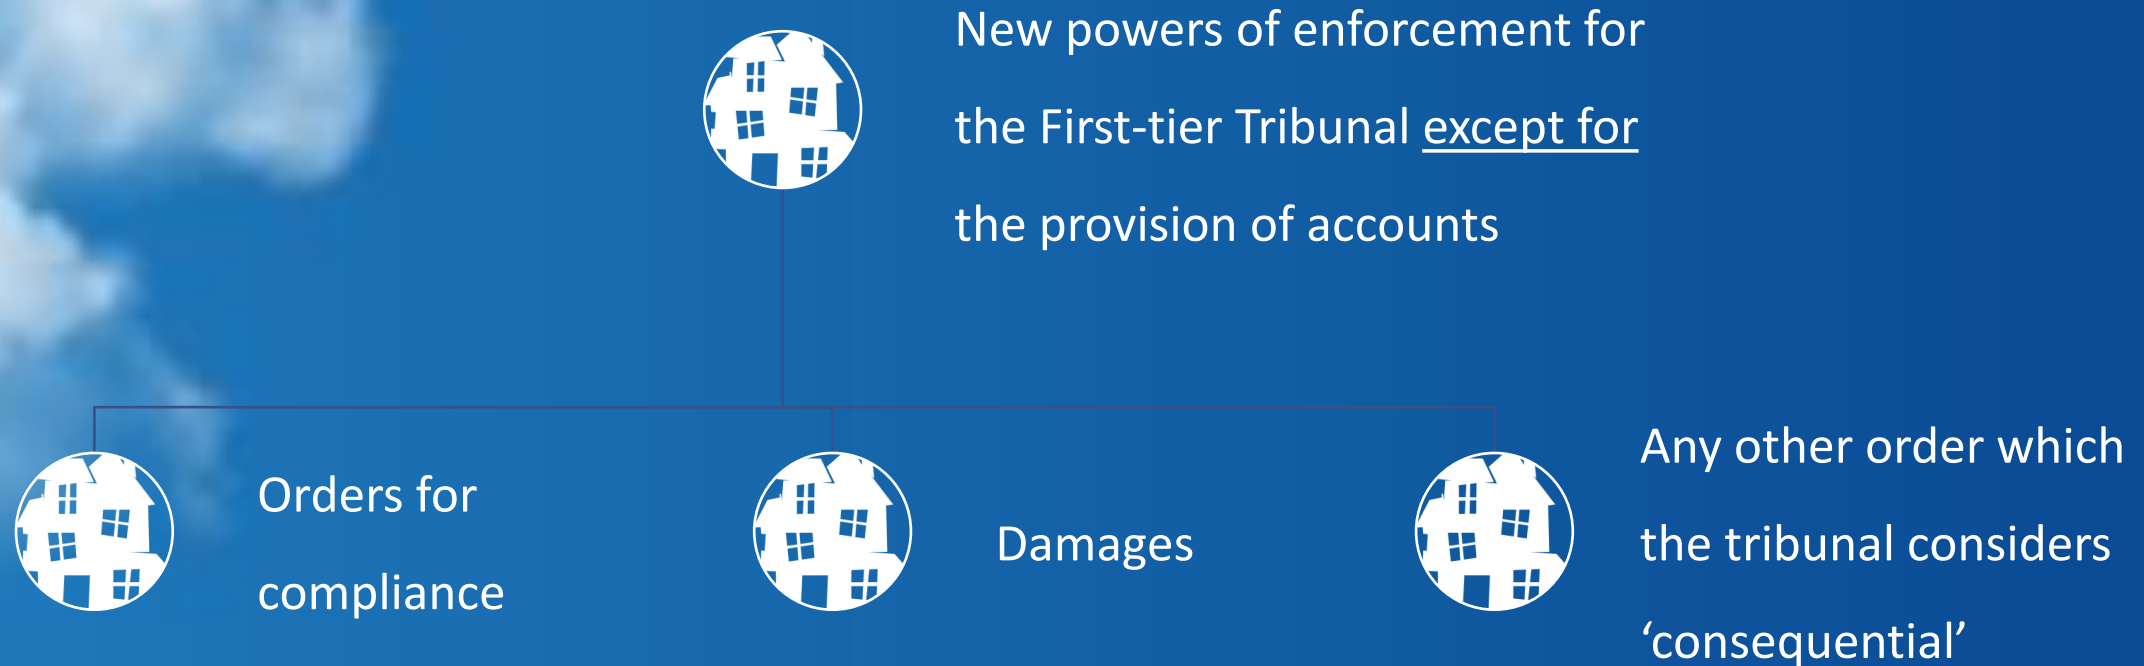 New powers of enforcement for
the First-tier Tribunal except for
the provision of accounts
Orders for
compliance
Damages
Any other order which
the tribunal considers
‘consequential’